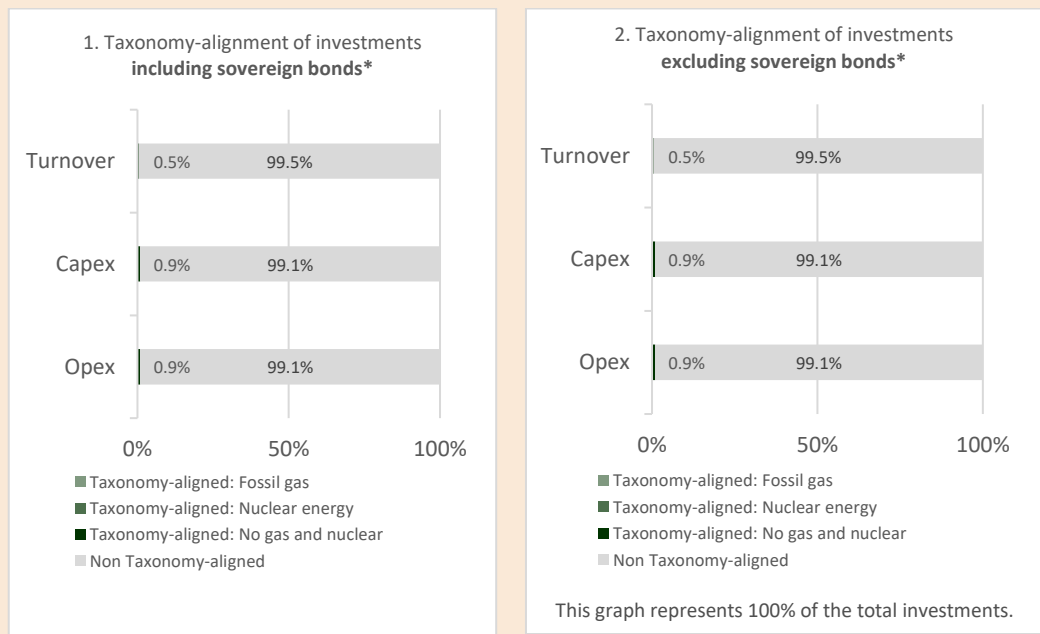 1. Taxonomy-alignment of investments
including sovereign bonds*
Turnover
0.5%
99.5%
Capex
0.9%
99.1%
Opex
0.9%
99.1%
0%
50%
100%
Taxonomy-aligned: Fossil gas
Taxonomy-aligned: Nuclear energy
Taxonomy-aligned: No gas and nuclear
Non Taxonomy-aligned
2. Taxonomy-alignment of investments
excluding sovereign bonds*
Turnover
0.5%
99.5%
Capex
0.9%
99.1%
Opex
0.9%
99.1%
0%
50%
100%
Taxonomy-aligned: Fossil gas
Taxonomy-aligned: Nuclear energy
Taxonomy-aligned: No gas and nuclear
Non Taxonomy-aligned
This graph represents 100% of the total investments.